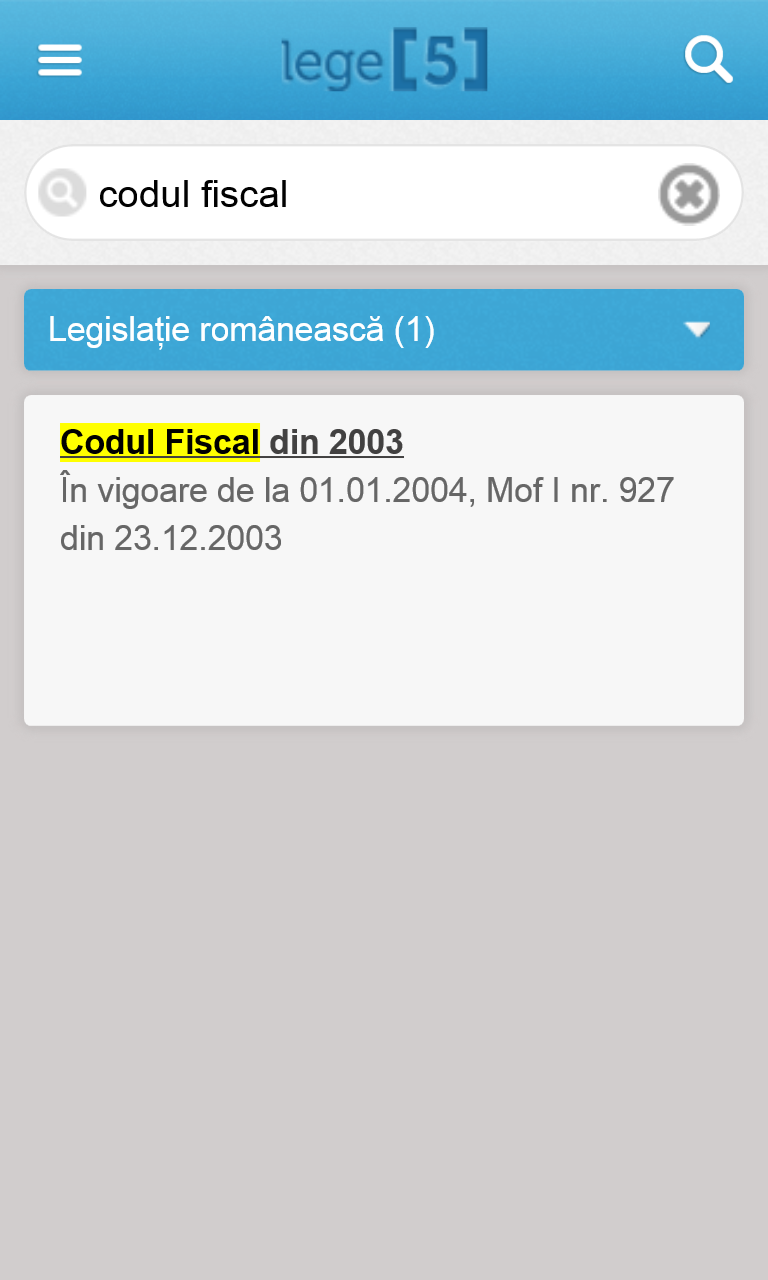 lege[5]
codul fiscal
Legislație românească (1)
Codul Fiscal din 2003
În vigoare de la 01.01.2004, Mof I nr. 927
din 23.12.2003